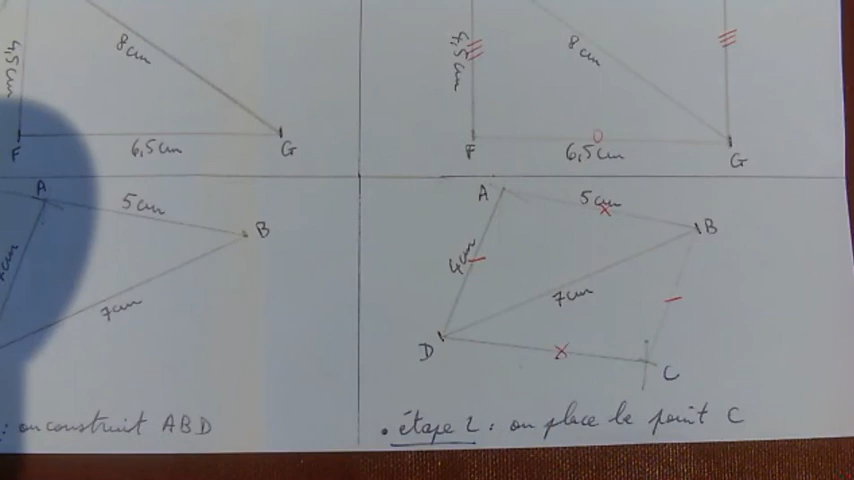 4,5cm
8cm
F
6,5cm
G
A
5cm
B
7cm
: on construit ABD
4,5cm
8cm
F
6,5cm
G
A
5cm
B
4cm
7cm
D
C
• étape 2 : on place le point C